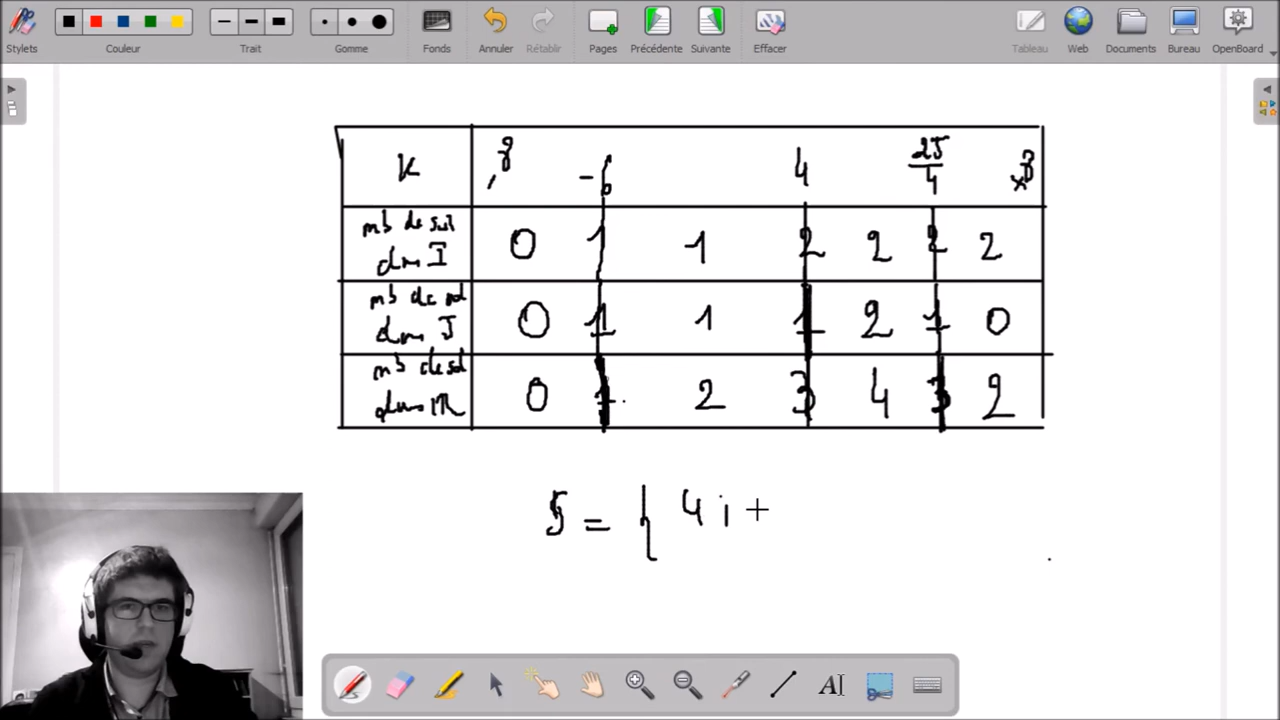 Stylets Couleur Trait Gomme Fonds Annuler Rétablir Pages Précédente Suivante Effacer Tableau Web Documents Bureau OpenBoard
K -6 4 25/4
nb de sol
dans I 0 1 1 2 2 2 2
nb de sol
dans J 0 1 1 1 2 1 0
nb de sol
dans IR 0 2 3 4 3 2
S = { 4 ;
AI